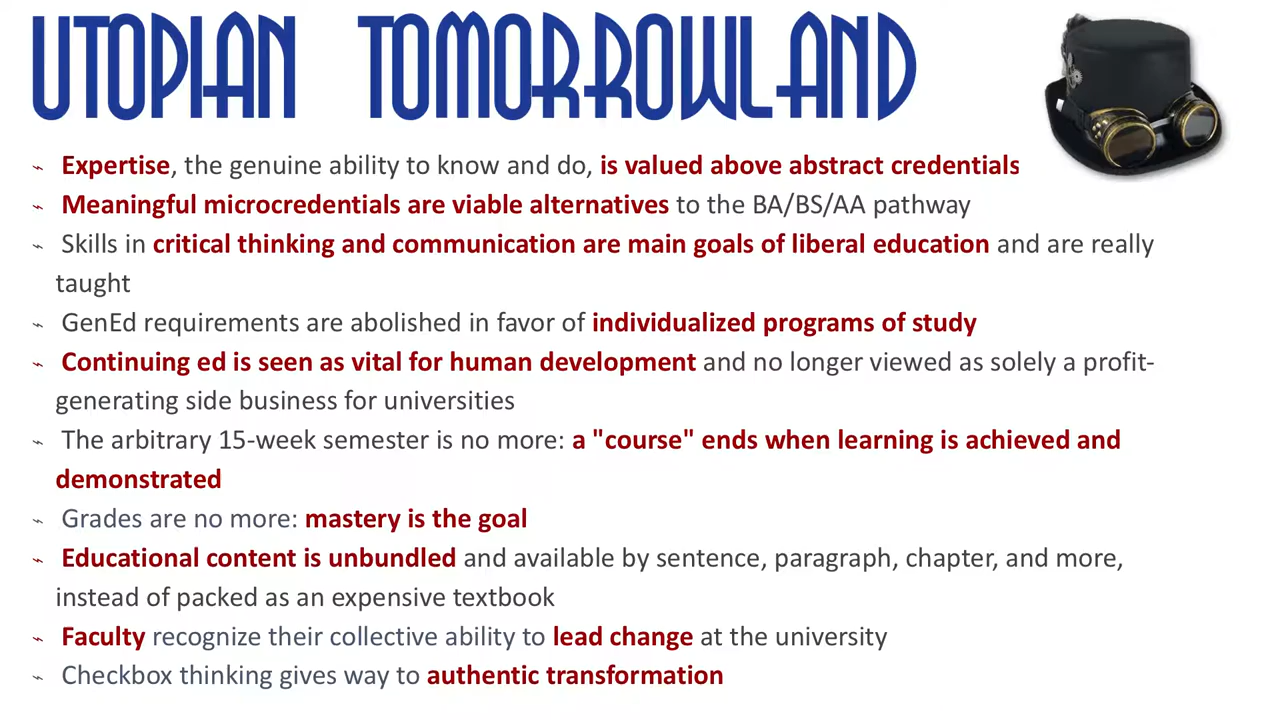 UTOPIAN TOMORROWLAND
~ Expertise, the genuine ability to know and do, is valued above abstract credentials
~ Meaningful microcredentials are viable alternatives to the BA/BS/AA pathway
~ Skills in critical thinking and communication are main goals of liberal education and are really
taught
~ GenEd requirements are abolished in favor of individualized programs of study
~ Continuing ed is seen as vital for human development and no longer viewed as solely a profit-
generating side business for universities
~ The arbitrary 15-week semester is no more: a "course" ends when learning is achieved and
demonstrated
~ Grades are no more: mastery is the goal
~ Educational content is unbundled and available by sentence, paragraph, chapter, and more,
instead of packed as an expensive textbook
~ Faculty recognize their collective ability to lead change at the university
~ Checkbox thinking gives way to authentic transformation